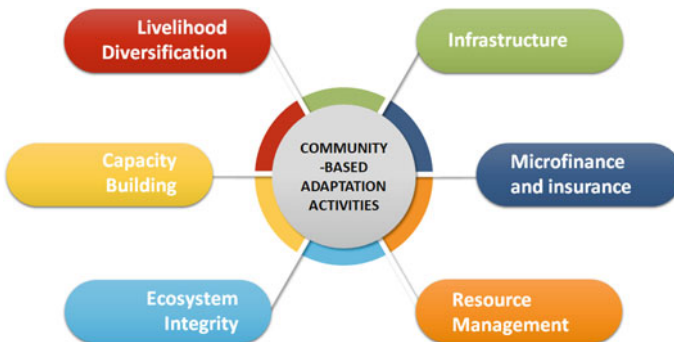 Livelihood
Diversification
Infrastructure
Capacity
Building
COMMUNITY
-BASED
ADAPTATION
ACTIVITIES
Microfinance
and insurance
Ecosystem
Integrity
Resource
Management